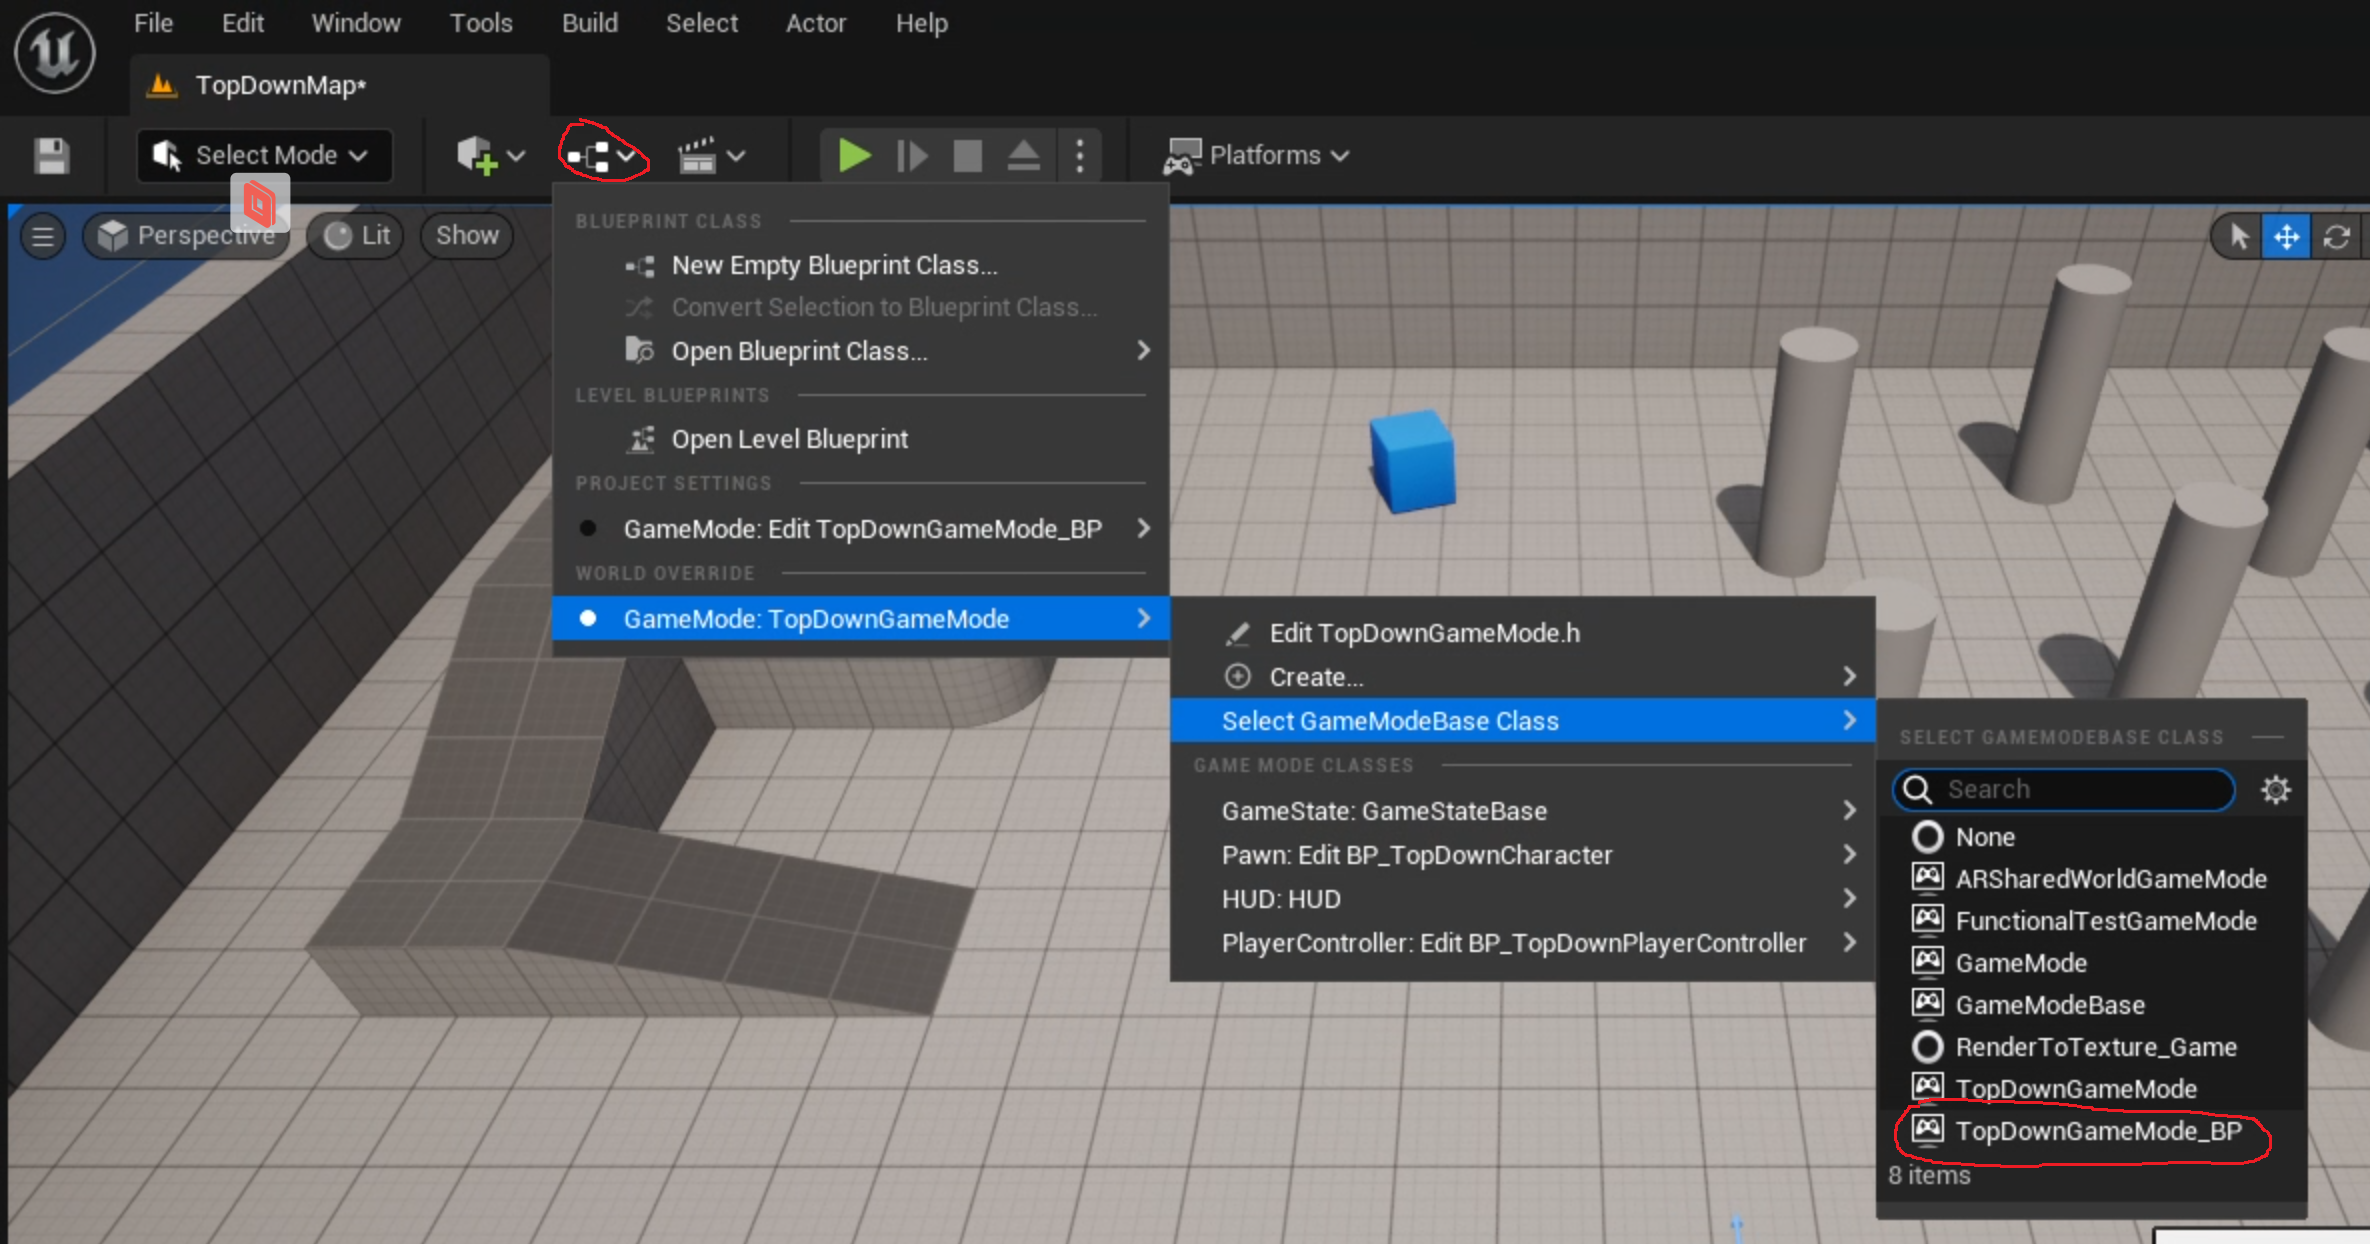 File Edit Window Tools Build Select Actor Help
TopDownMap*
Select Mode
Platforms
Perspective Lit Show
BLUEPRINT CLASS
New Empty Blueprint Class...
Convert Selection to Blueprint Class...
Open Blueprint Class...
LEVEL BLUEPRINTS
Open Level Blueprint
PROJECT SETTINGS
GameMode: Edit TopDownGameMode_BP
WORLD OVERRIDE
GameMode: TopDownGameMode
Edit TopDownGameMode.h
Create...
Select GameModeBase Class
GAME MODE CLASSES
GameState: GameStateBase
Pawn: Edit BP_TopDownCharacter
HUD: HUD
PlayerController: Edit BP_TopDownPlayerController
SELECT GAMEMODEBASE CLASS
Search
None
ARSharedWorldGameMode
FunctionalTestGameMode
GameMode
GameModeBase
RenderToTexture_Game
TopDownGameMode
TopDownGameMode_BP
8 items